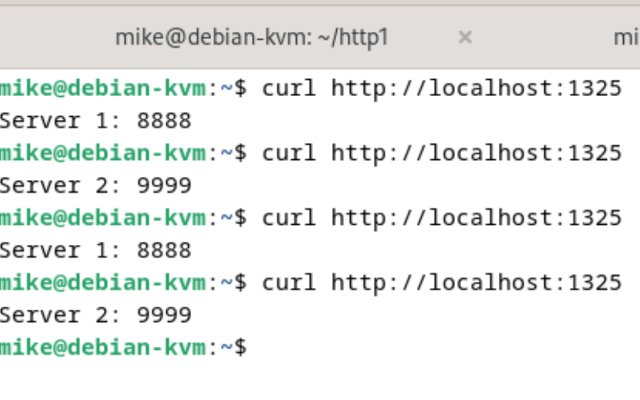 mike@debian-kvm: ~/http1 × mi
mike@debian-kvm:~$ curl http://localhost:1325
Server 1: 8888
mike@debian-kvm:~$ curl http://localhost:1325
Server 2: 9999
mike@debian-kvm:~$ curl http://localhost:1325
Server 1: 8888
mike@debian-kvm:~$ curl http://localhost:1325
Server 2: 9999
mike@debian-kvm:~$